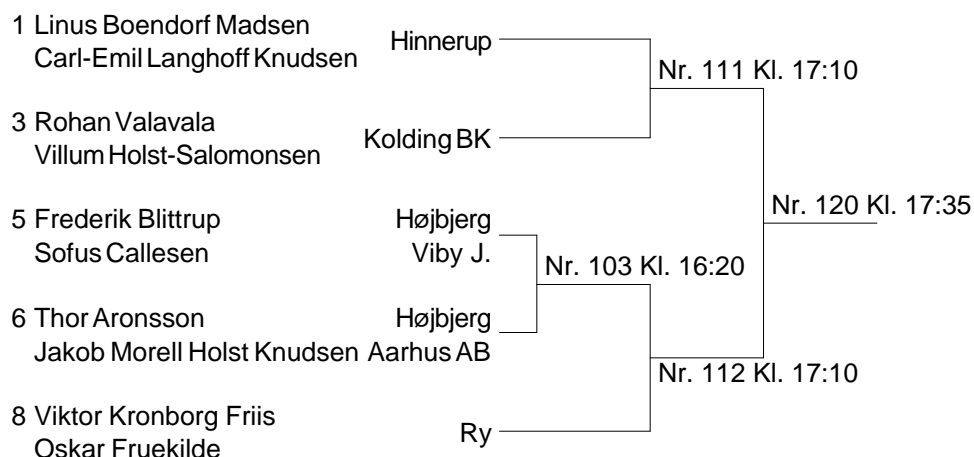 1 Linus Boendorf Madsen
Carl-Emil Langhoff Knudsen
Hinnerup
Nr. 111 Kl. 17:10
3 Rohan Valavala
Villum Holst-Salomonsen
Kolding BK
5 Frederik Blittrup Højbjerg
Sofus Callesen Viby J.
Nr. 120 Kl. 17:35
Nr. 103 Kl. 16:20
6 Thor Aronsson Højbjerg
Jakob Morell Holst Knudsen Aarhus AB
Nr. 112 Kl. 17:10
8 Viktor Kronborg Friis
Oskar Fruekilde
Ry